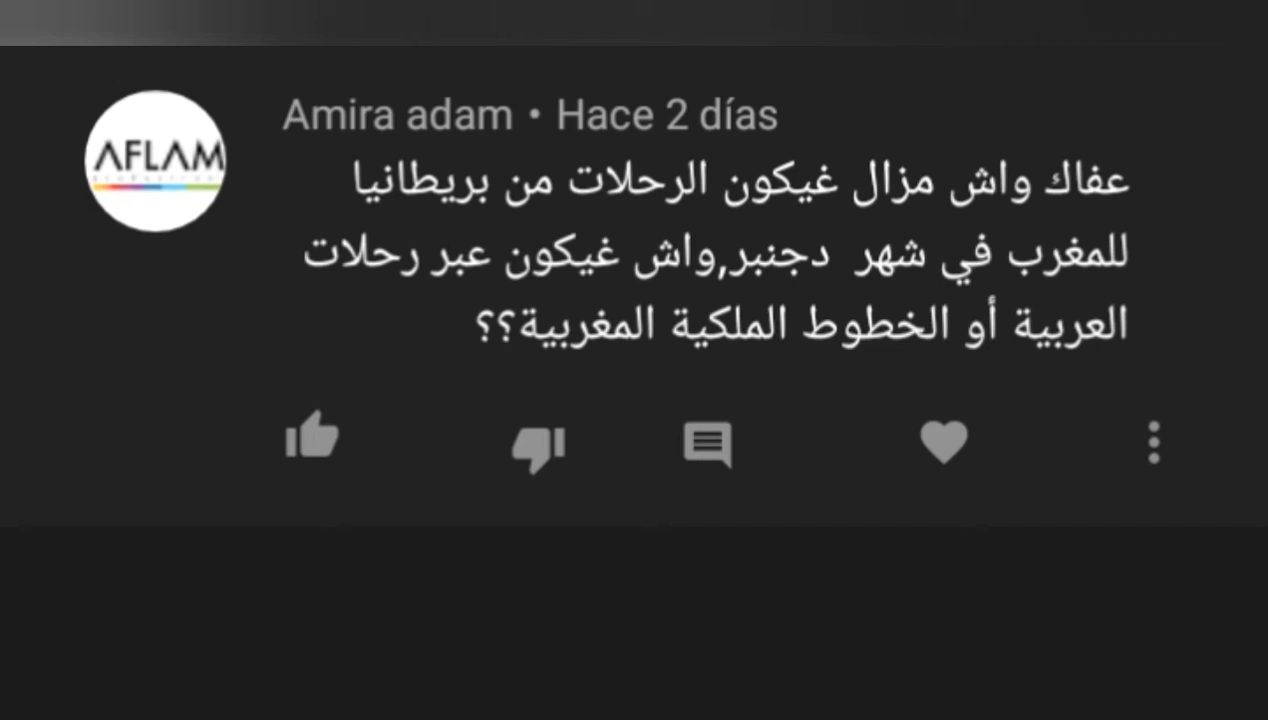 AFLAM
Amira adam • Hace 2 días
عفاك واش مزال غيكون الرحلات من بريطانيا
للمغرب في شهر دجنبر,واش غيكون عبر رحلات
العربية أو الخطوط الملكية المغربية؟؟